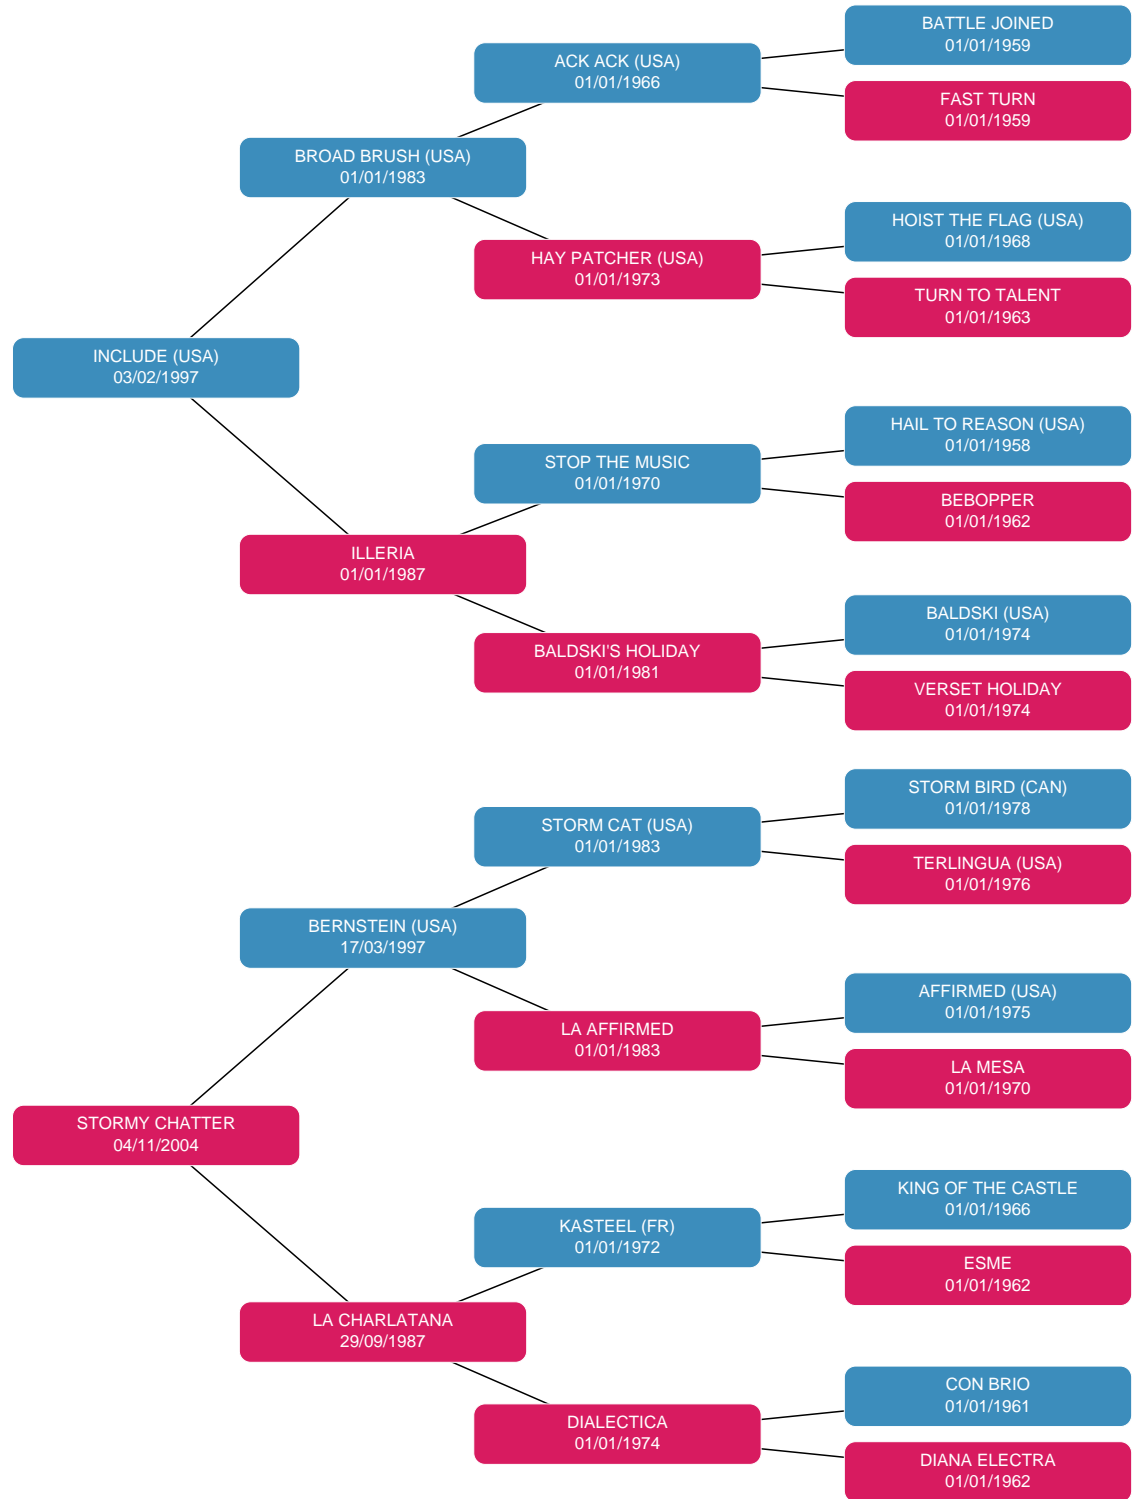 BATTLE JOINED
01/01/1959
ACK ACK (USA)
01/01/1966
FAST TURN
01/01/1959
BROAD BRUSH (USA)
01/01/1983
HOIST THE FLAG (USA)
01/01/1968
HAY PATCHER (USA)
01/01/1973
TURN TO TALENT
01/01/1963
INCLUDE (USA)
03/02/1997
HAIL TO REASON (USA)
01/01/1958
STOP THE MUSIC
01/01/1970
BEBOPPER
01/01/1962
ILLERIA
01/01/1987
BALDSKI (USA)
01/01/1974
BALDSKI'S HOLIDAY
01/01/1981
VERSET HOLIDAY
01/01/1974
STORM BIRD (CAN)
01/01/1978
STORM CAT (USA)
01/01/1983
TERLINGUA (USA)
01/01/1976
BERNSTEIN (USA)
17/03/1997
AFFIRMED (USA)
01/01/1975
LA AFFIRMED
01/01/1983
LA MESA
01/01/1970
STORMY CHATTER
04/11/2004
KING OF THE CASTLE
01/01/1966
KASTEEL (FR)
01/01/1972
ESME
01/01/1962
LA CHARLATANA
29/09/1987
CON BRIO
01/01/1961
DIALECTICA
01/01/1974
DIANA ELECTRA
01/01/1962